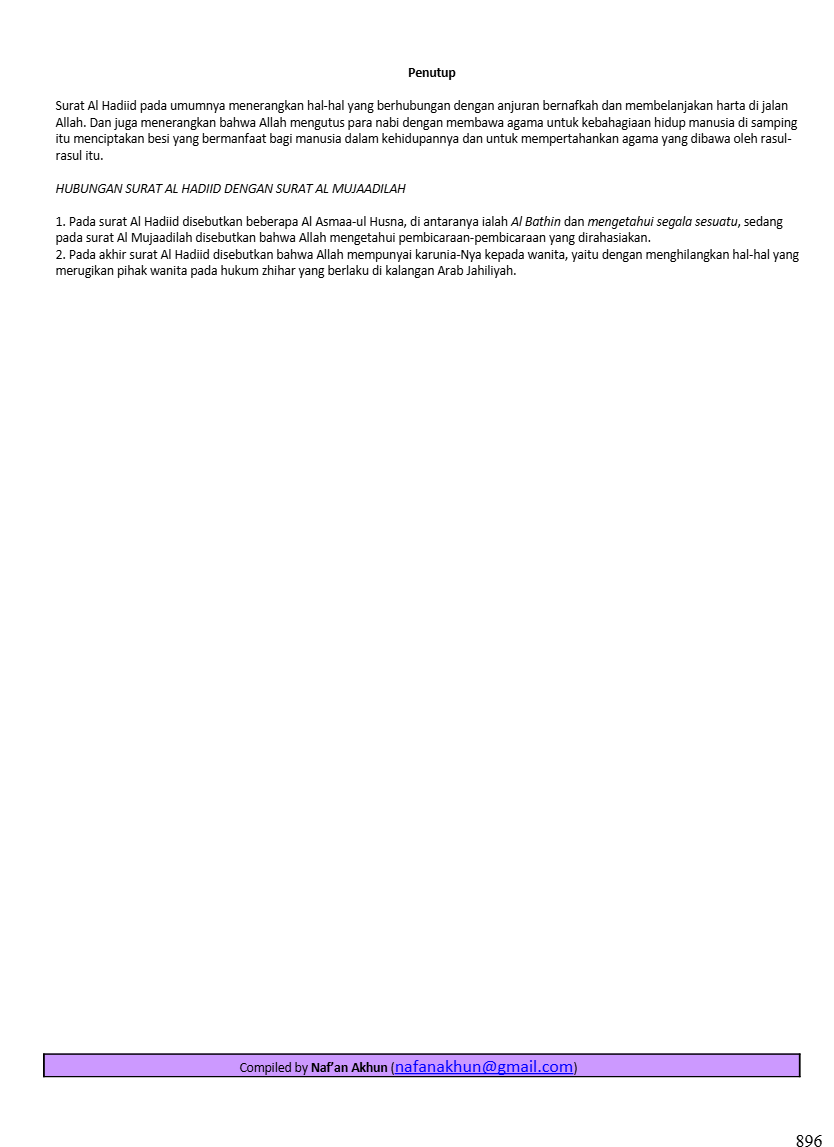 Penutup
Surat Al Hadiid pada umumnya menerangkan hal-hal yang berhubungan dengan anjuran bernafkah dan membelanjakan harta di jalan
Allah. Dan juga menerangkan bahwa Allah mengutus para nabi dengan membawa agama untuk kebahagiaan hidup manusia di samping
itu menciptakan besi yang bermanfaat bagi manusia dalam kehidupannya dan untuk mempertahankan agama yang dibawa oleh rasul-
rasul itu.
HUBUNGAN SURAT AL HADIID DENGAN SURAT AL MUJAADILAH
1. Pada surat Al Hadiid disebutkan beberapa Al Asmaa-ul Husna, di antaranya ialah Al Bathin dan mengetahui segala sesuatu, sedang
pada surat Al Mujaadilah disebutkan bahwa Allah mengetahui pembicaraan-pembicaraan yang dirahasiakan.
2. Pada akhir surat Al Hadiid disebutkan bahwa Allah mempunyai karunia-Nya kepada wanita, yaitu dengan menghilangkan hal-hal yang
merugikan pihak wanita pada hukum zhihar yang berlaku di kalangan Arab Jahiliyah.
Compiled by Naf’an Akhun (nafanakhun@gmail.com)
896